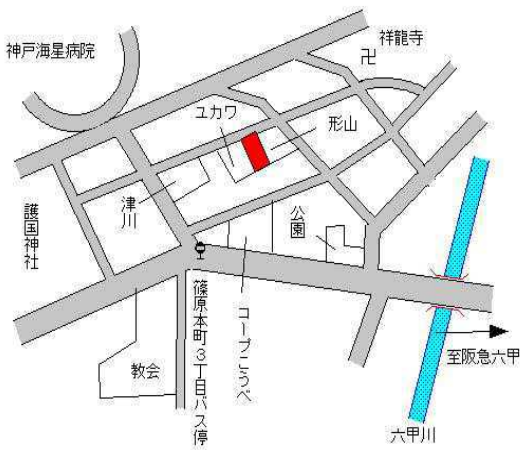 神戸海星病院
祥龍寺
卍
ユカワ
形山
津川
護国神社
公園
篠原本町3丁目バス停
コープこうべ
教会
至阪急六甲
六甲川